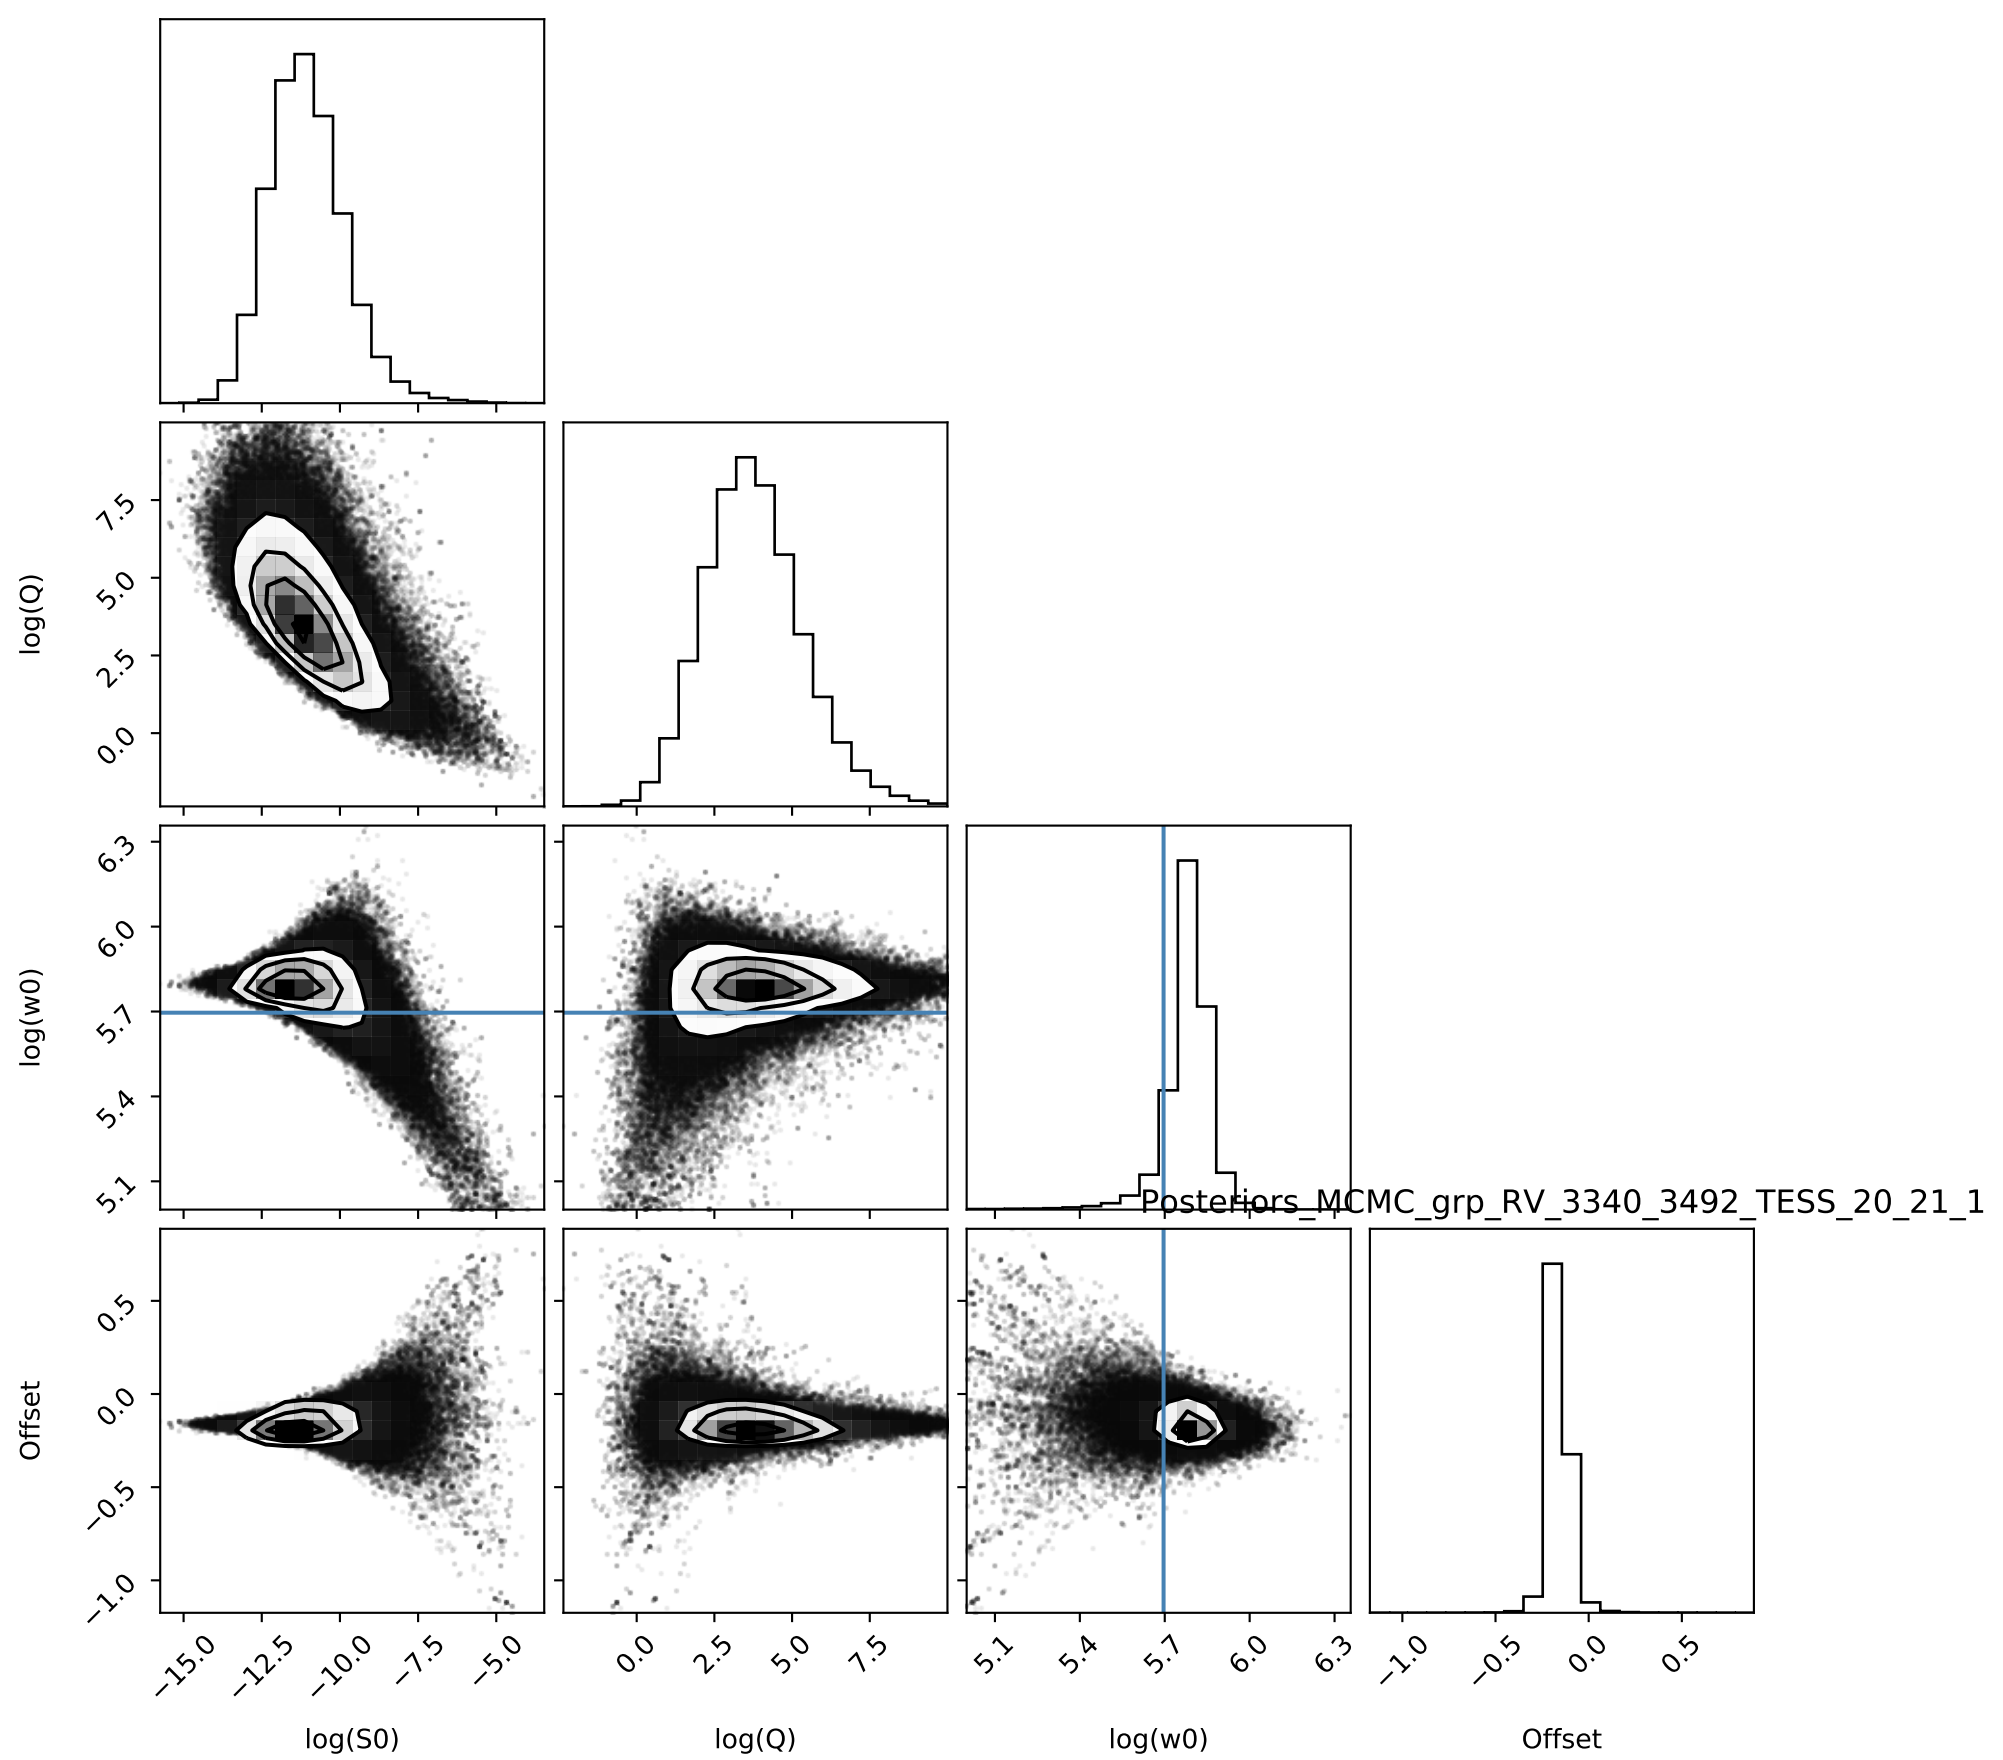 log(Q)
7.5
5.0
2.5
0.0
log(w0)
6.3
6.0
5.7
5.4
5.1
Posteriors_MCMC_grp_RV_3340_3492_TESS_20_21_1
Offset
0.5
0.0
−0.5
−1.0
−15.0 −12.5 −10.0 −7.5 −5.0 0.0 2.5 5.0 7.5 5.1 5.4 5.7 6.0 6.3 −1.0 −0.5 0.0 0.5
log(S0) log(Q) log(w0) Offset